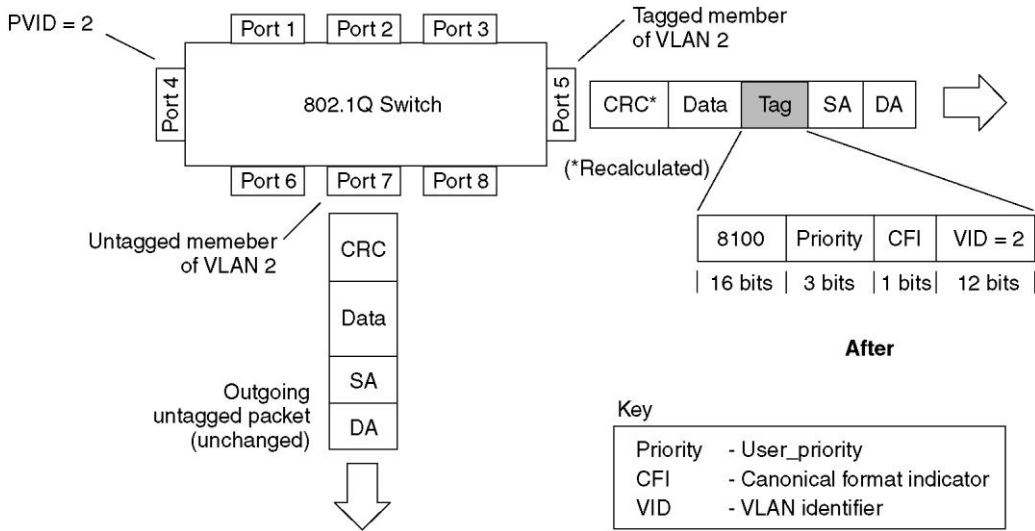 PVID = 2
Port 1
Port 2
Port 3
Tagged member
of VLAN 2
Port 4
802.1Q Switch
Port 5
CRC*
Data
Tag
SA
DA
(*Recalculated)
Port 6
Port 7
Port 8
Untagged memeber
of VLAN 2
CRC
Data
SA
DA
8100
Priority
CFI
VID = 2
16 bits
3 bits
1 bits
12 bits
After
Outgoing
untagged packet
(unchanged)
Key
Priority - User_priority
CFI - Canonical format indicator
VID - VLAN identifier